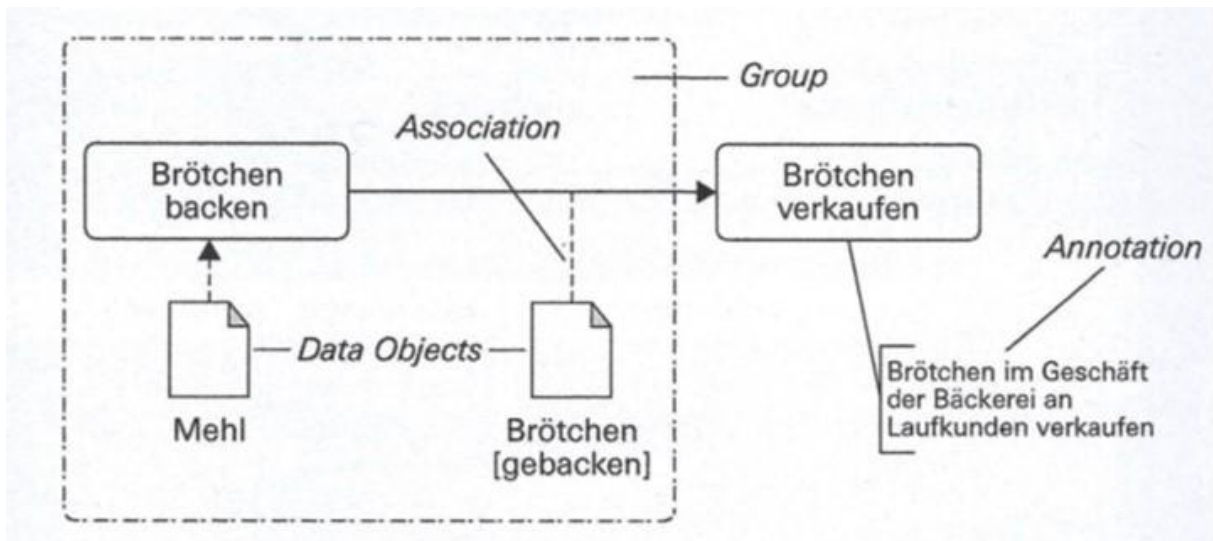 Group
Association
Brötchen
backen
Brötchen
verkaufen
Annotation
Data Objects
Mehl
Brötchen
[gebacken]
Brötchen im Geschäft
der Bäckerei an
Laufkunden verkaufen